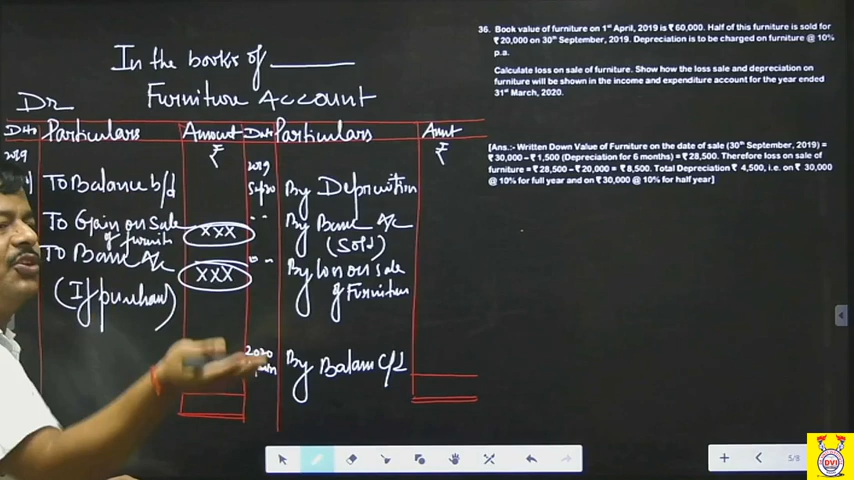 36. Book value of furniture on 1st April, 2019 is ₹ 60,000. Half of this furniture is sold for
₹ 20,000 on 30th September, 2019. Depreciation is to be charged on furniture @ 10%
p.a.
Calculate loss on sale of furniture. Show how the loss sale and depreciation on
furniture will be shown in the income and expenditure account for the year ended
31st March, 2020.
[Ans.:- Written Down Value of Furniture on the date of sale (30th September, 2019) =
₹ 30,000 – ₹ 1,500 (Depreciation for 6 months) = ₹ 28,500. Therefore loss on sale of
furniture = ₹ 28,500 – ₹ 20,000 = ₹ 8,500. Total Depreciation ₹ 4,500, i.e. on ₹ 30,000
@ 10% for full year and on ₹ 30,000 @ 10% for half year]
In the books of ______
Dr Furniture Account
Date Particulars Amount Date Particulars Amt
₹ ₹
2019 2019
To Balance b/d Sep 30 By Depreciation
To Gain on Sale xxx " " By Bank A/c
of furnitu (Sold)
To Bank A/c xxx " " By loss on sale
(If purchased) of Furniture
2020 By Balance c/d
5/8
DVI